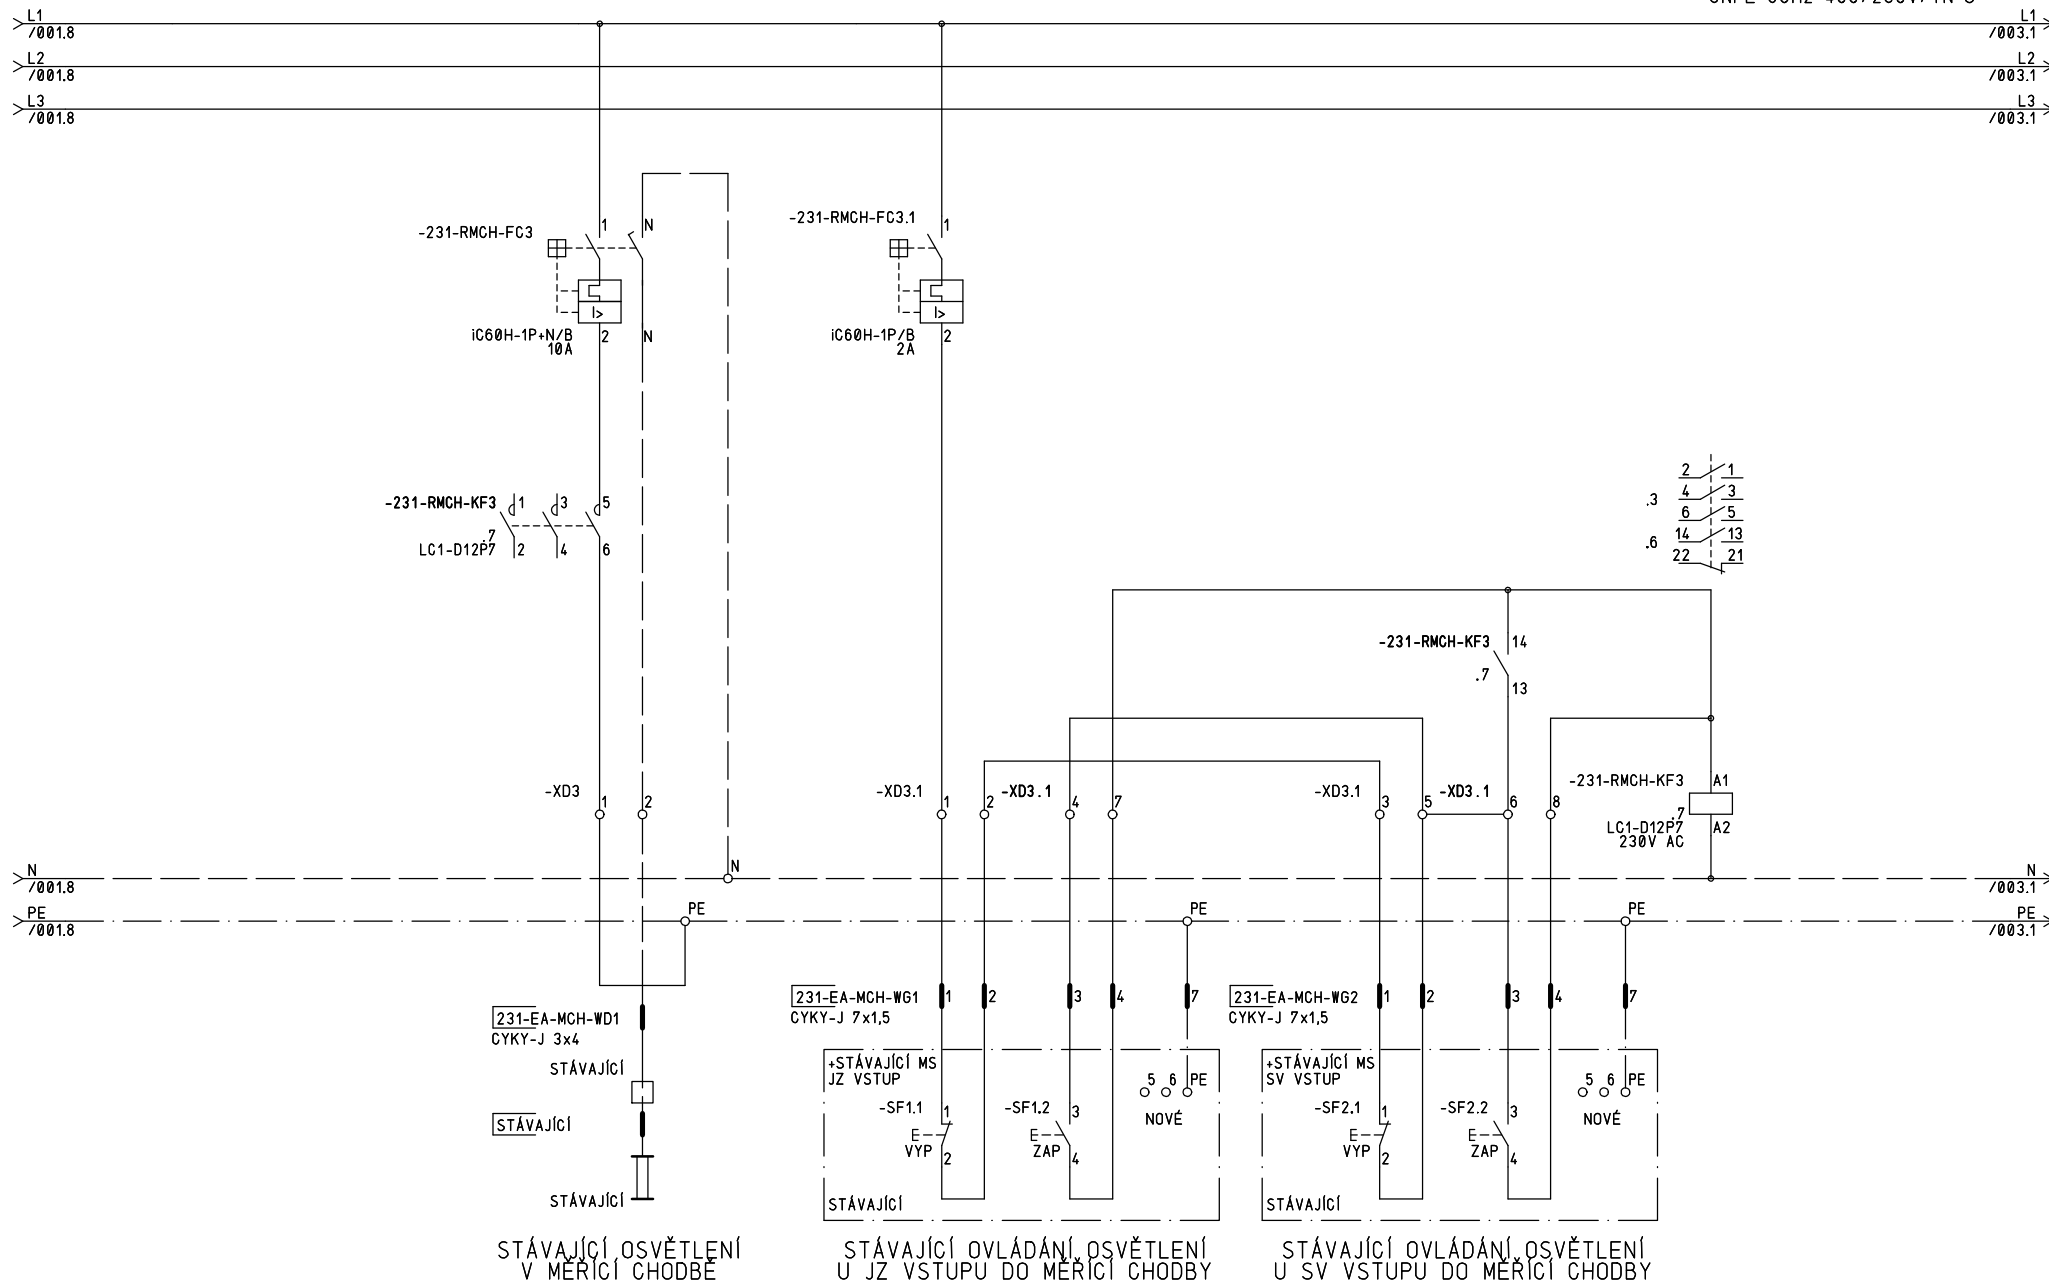 L1
/001.8
L2
/001.8
L3
/001.8
L1
/003.1
L2
/003.1
L3
/003.1
-231-RMCH-FC3
1
N
iC60H-1P+N/B
10A
2
N
-231-RMCH-FC3.1
1
iC60H-1P/B
2A
2
I>
I>
-231-RMCH-KF3
1
3
5
.7
LC1-D12P7
2
4
6
2
1
.3
4
3
6
5
.6
14
13
22
21
-231-RMCH-KF3
14
.7
13
-XD3
1
2
-XD3.1
1
2
-XD3.1
4
7
-XD3.1
3
5
-XD3.1
6
8
-231-RMCH-KF3
A1
.7
LC1-D12P7
230V AC
A2
N
/001.8
N
N
/003.1
PE
/001.8
PE
PE
PE
PE
/003.1
231-EA-MCH-WD1
CYKY-J 3x4
STÁVAJÍCÍ
STÁVAJÍCÍ
STÁVAJÍCÍ
231-EA-MCH-WG1
CYKY-J 7x1,5
1
2
3
4
7
231-EA-MCH-WG2
CYKY-J 7x1,5
1
2
3
4
7
+STÁVAJÍCÍ MS
JZ VSTUP
-SF1.1
1
E
VYP
2
-SF1.2
3
E
ZAP
4
5 6 PE
NOVÉ
STÁVAJÍCÍ
+STÁVAJÍCÍ MS
SV VSTUP
-SF2.1
1
E
VYP
2
-SF2.2
3
E
ZAP
4
5 6 PE
NOVÉ
STÁVAJÍCÍ
STÁVAJÍCÍ OSVĚTLENÍ
V MĚŘÍCÍ CHODBĚ
STÁVAJÍCÍ OVLÁDÁNÍ OSVĚTLENÍ
U JZ VSTUPU DO MĚŘÍCÍ CHODBY
STÁVAJÍCÍ OVLÁDÁNÍ OSVĚTLENÍ
U SV VSTUPU DO MĚŘÍCÍ CHODBY